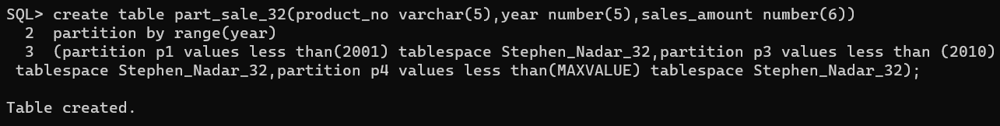 SQL> create table part_sale_32(product_no varchar(5),year number(5),sales_amount number(6))
  2  partition by range(year)
  3  (partition p1 values less than(2001) tablespace Stephen_Nadar_32,partition p3 values less than (2010)
 tablespace Stephen_Nadar_32,partition p4 values less than(MAXVALUE) tablespace Stephen_Nadar_32);
Table created.